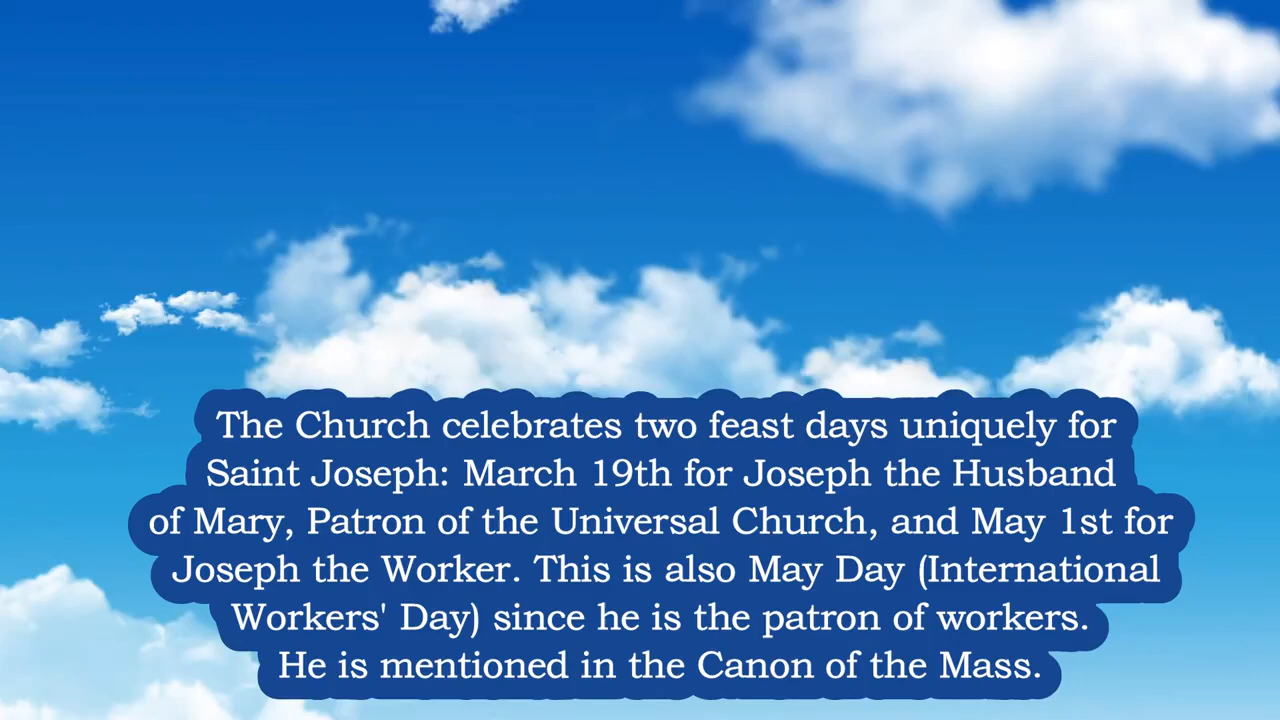 The Church celebrates two feast days uniquely for
Saint Joseph: March 19th for Joseph the Husband
of Mary, Patron of the Universal Church, and May 1st for
Joseph the Worker. This is also May Day (International
Workers' Day) since he is the patron of workers.
He is mentioned in the Canon of the Mass.